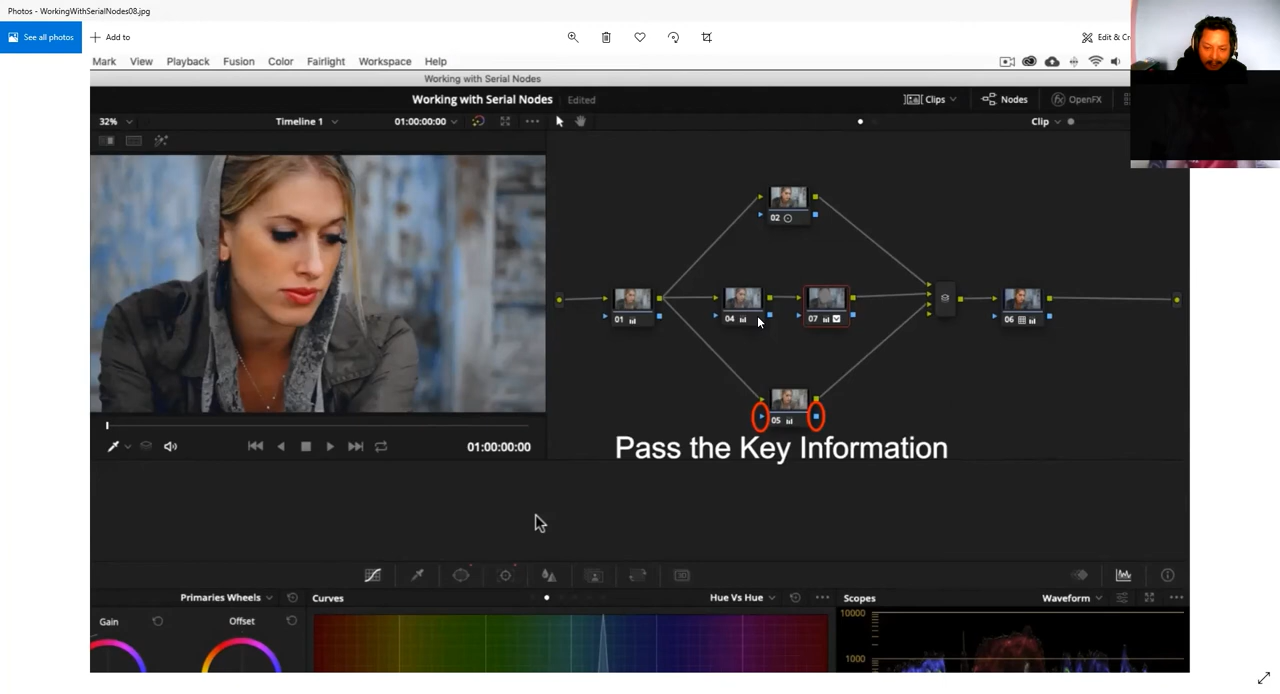 Photos - WorkingWithSerialNodes08.jpg
See all photos
Add to
Mark View Playback Fusion Color Fairlight Workspace Help
Working with Serial Nodes
Working with Serial Nodes Edited
Clips Nodes OpenFX
32% Timeline 1 01:00:00:00 Clip
02
01 04 07 06
05
Pass the Key Information
01:00:00:00
Primaries Wheels Curves Hue Vs Hue Scopes Waveform
Gain Offset
10000
1000